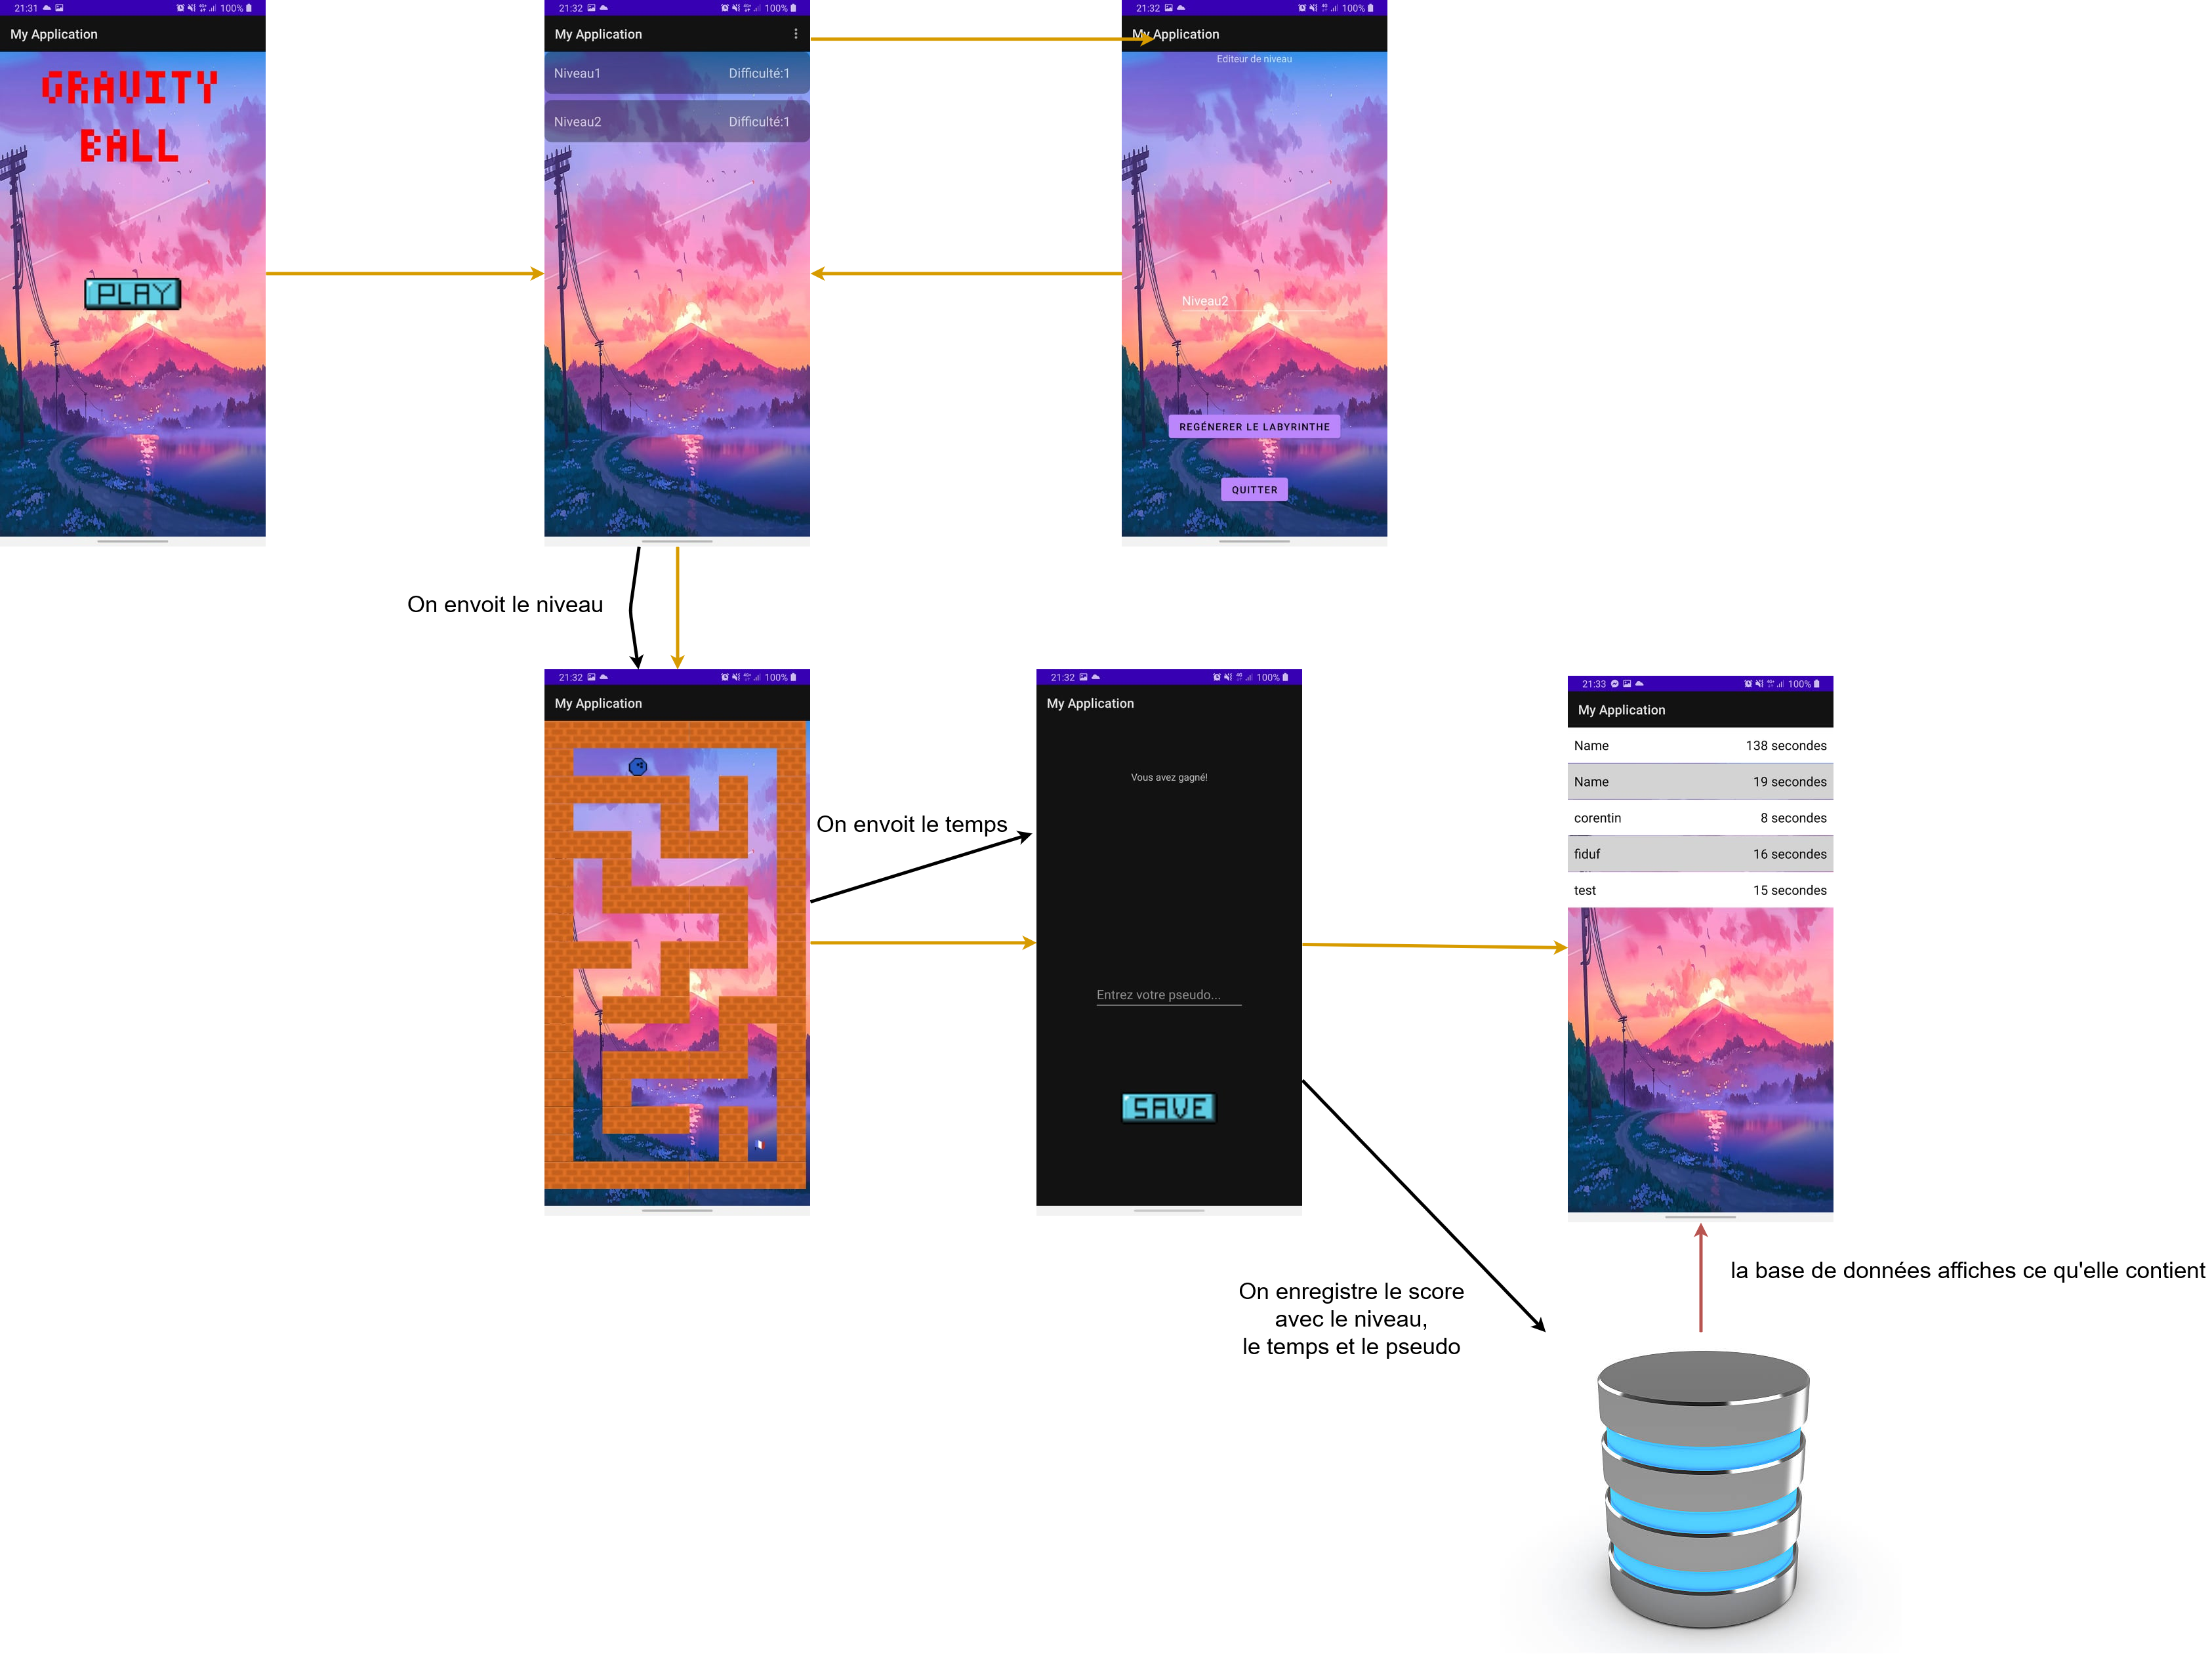 21:31
100%
My Application
GRAVITY
BALL
PLAY
21:32
100%
My Application
Niveau1 Difficulté:1
Niveau2 Difficulté:1
21:32
100%
My Application
Editeur de niveau
Niveau2
REGÉNERER LE LABYRINTHE
QUITTER
On envoit le niveau
21:32
100%
My Application
On envoit le temps
21:32
100%
My Application
Vous avez gagné!
Entrez votre pseudo...
SAVE
21:33
100%
My Application
Name 138 secondes
Name 19 secondes
corentin 8 secondes
fiduf 16 secondes
test 15 secondes
On enregistre le score
avec le niveau,
le temps et le pseudo
la base de données affiches ce qu'elle contient